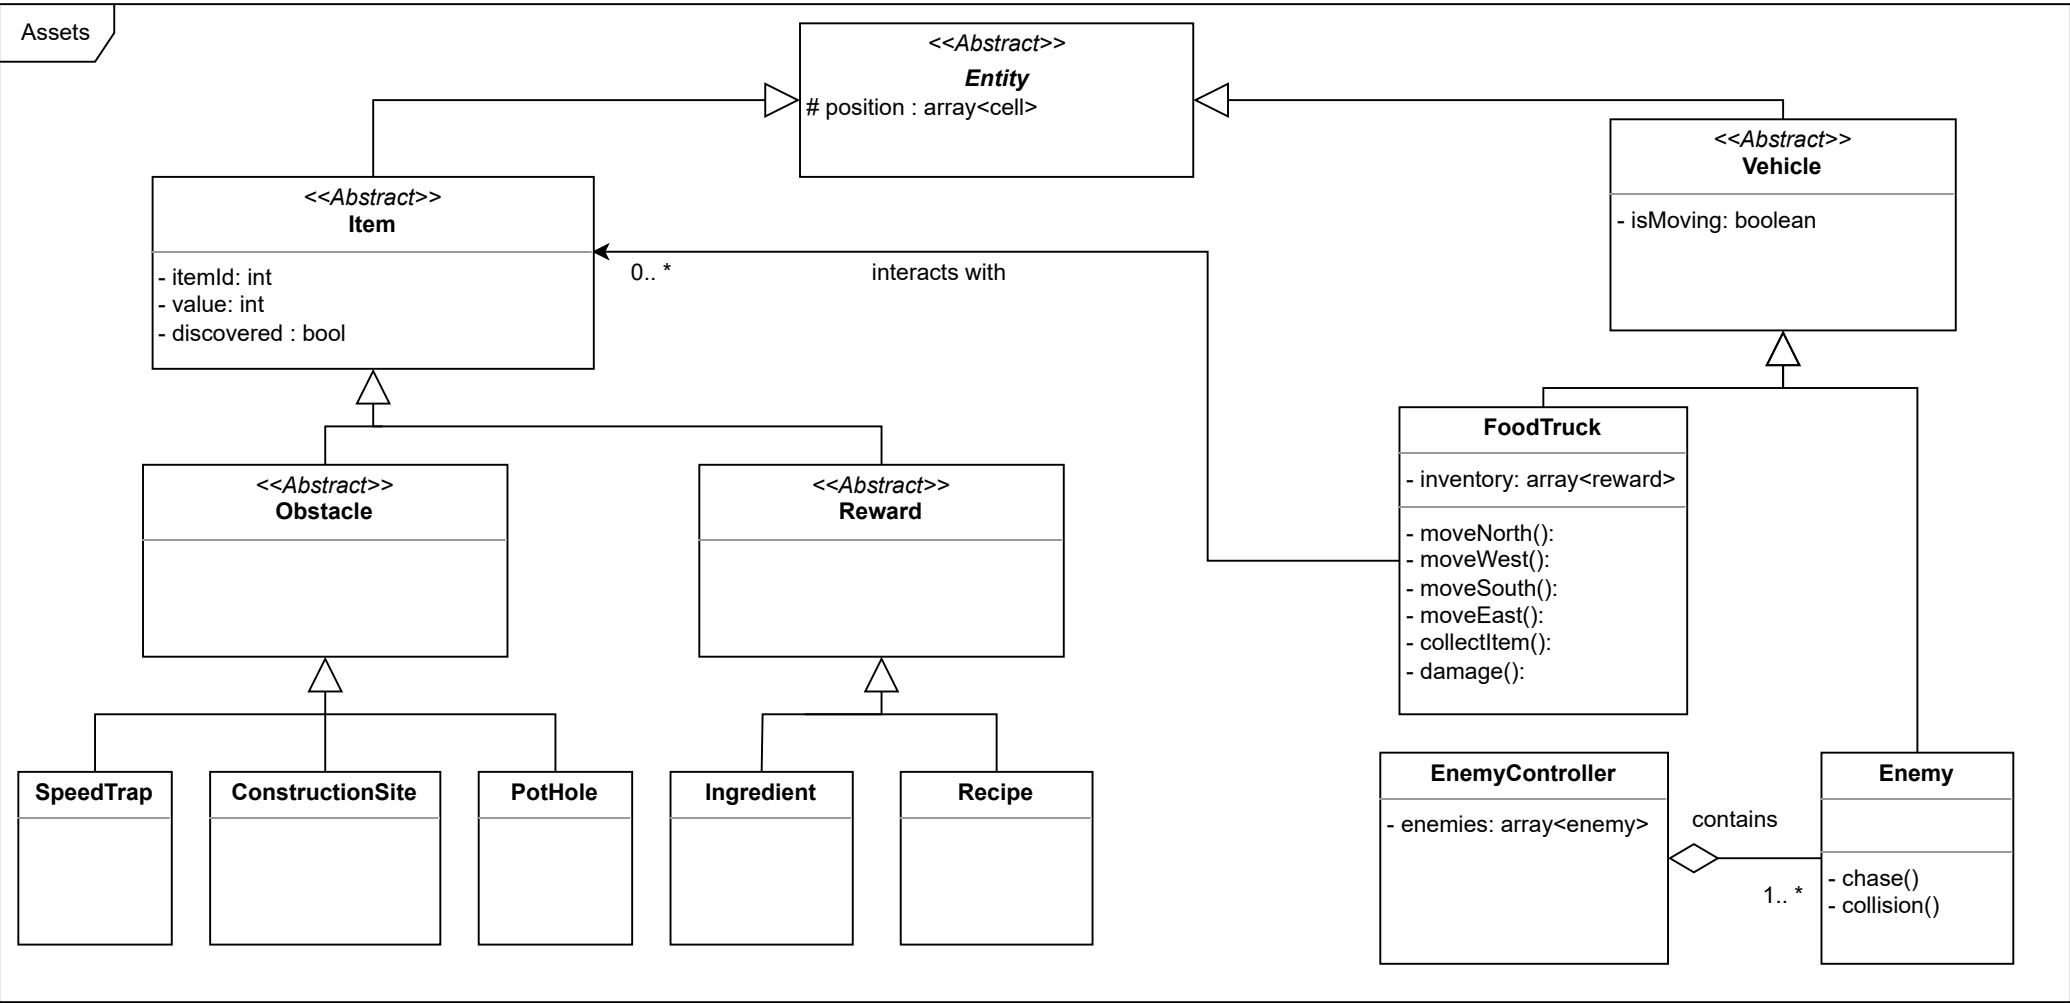 Assets
<<Abstract>>
Entity
# position : array<cell>
<<Abstract>>
Vehicle
- isMoving: boolean
<<Abstract>>
Item
- itemId: int
- value: int
- discovered : bool
0.. *
interacts with
FoodTruck
- inventory: array<reward>
- moveNorth():
- moveWest():
- moveSouth():
- moveEast():
- collectItem():
- damage():
<<Abstract>>
Obstacle
<<Abstract>>
Reward
SpeedTrap
ConstructionSite
PotHole
Ingredient
Recipe
EnemyController
- enemies: array<enemy>
contains
1.. *
Enemy
- chase()
- collision()